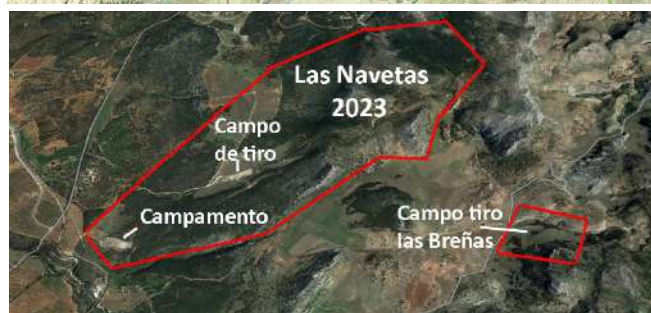 Las Navetas
2023
Campo
de tiro
Campamento
Campo tiro
las Breñas